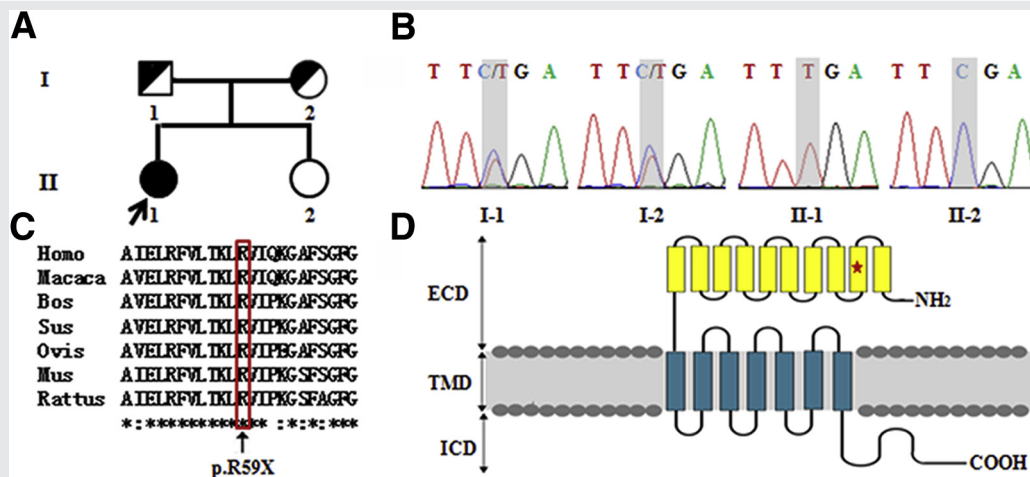 A
I
1
2
II
1
2
B
T T C/T G A
T T C/T G A
T T T G A
T T C G A
I-1
I-2
II-1
II-2
C
Homo AIELRFVLTKLRVIQKGAFSGFG
Macaca AIELRFVLTKLRVIQKGAFSGFG
Bos AVELRFVLTKLRVIPKGAFSGFG
Sus AVELRFVLTKLRVIPKGAFSGFG
Ovis AVELRFVLTKLRVIPEGAFSGFG
Mus AIELRFVLTKLRVIPKGSFSGFG
Rattus AIELRFVLTKLRVIPKGSFAGFG
*:************ :*:*:***
p.R59X
D
ECD
NH2
TMD
ICD
COOH